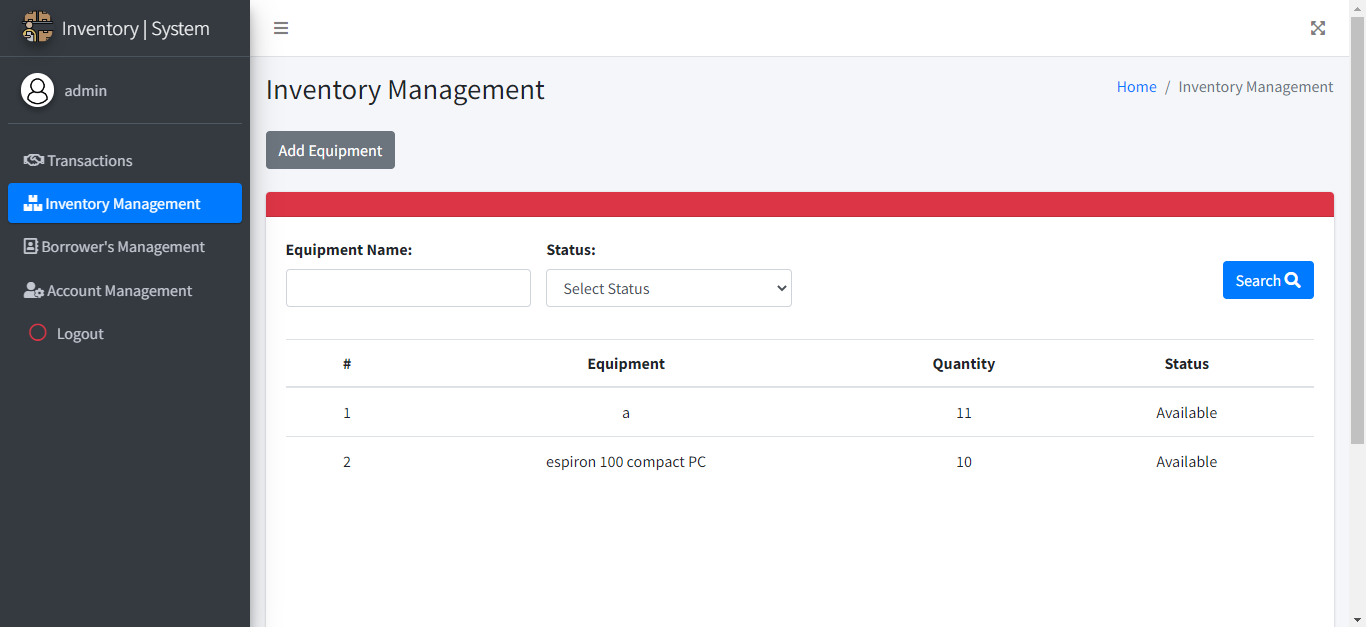 Inventory | System
admin
Transactions
Inventory Management
Borrower's Management
Account Management
Logout
Inventory Management
Home / Inventory Management
Add Equipment
Equipment Name:
Status:
Select Status
Search
# Equipment Quantity Status
1 a 11 Available
2 espiron 100 compact PC 10 Available